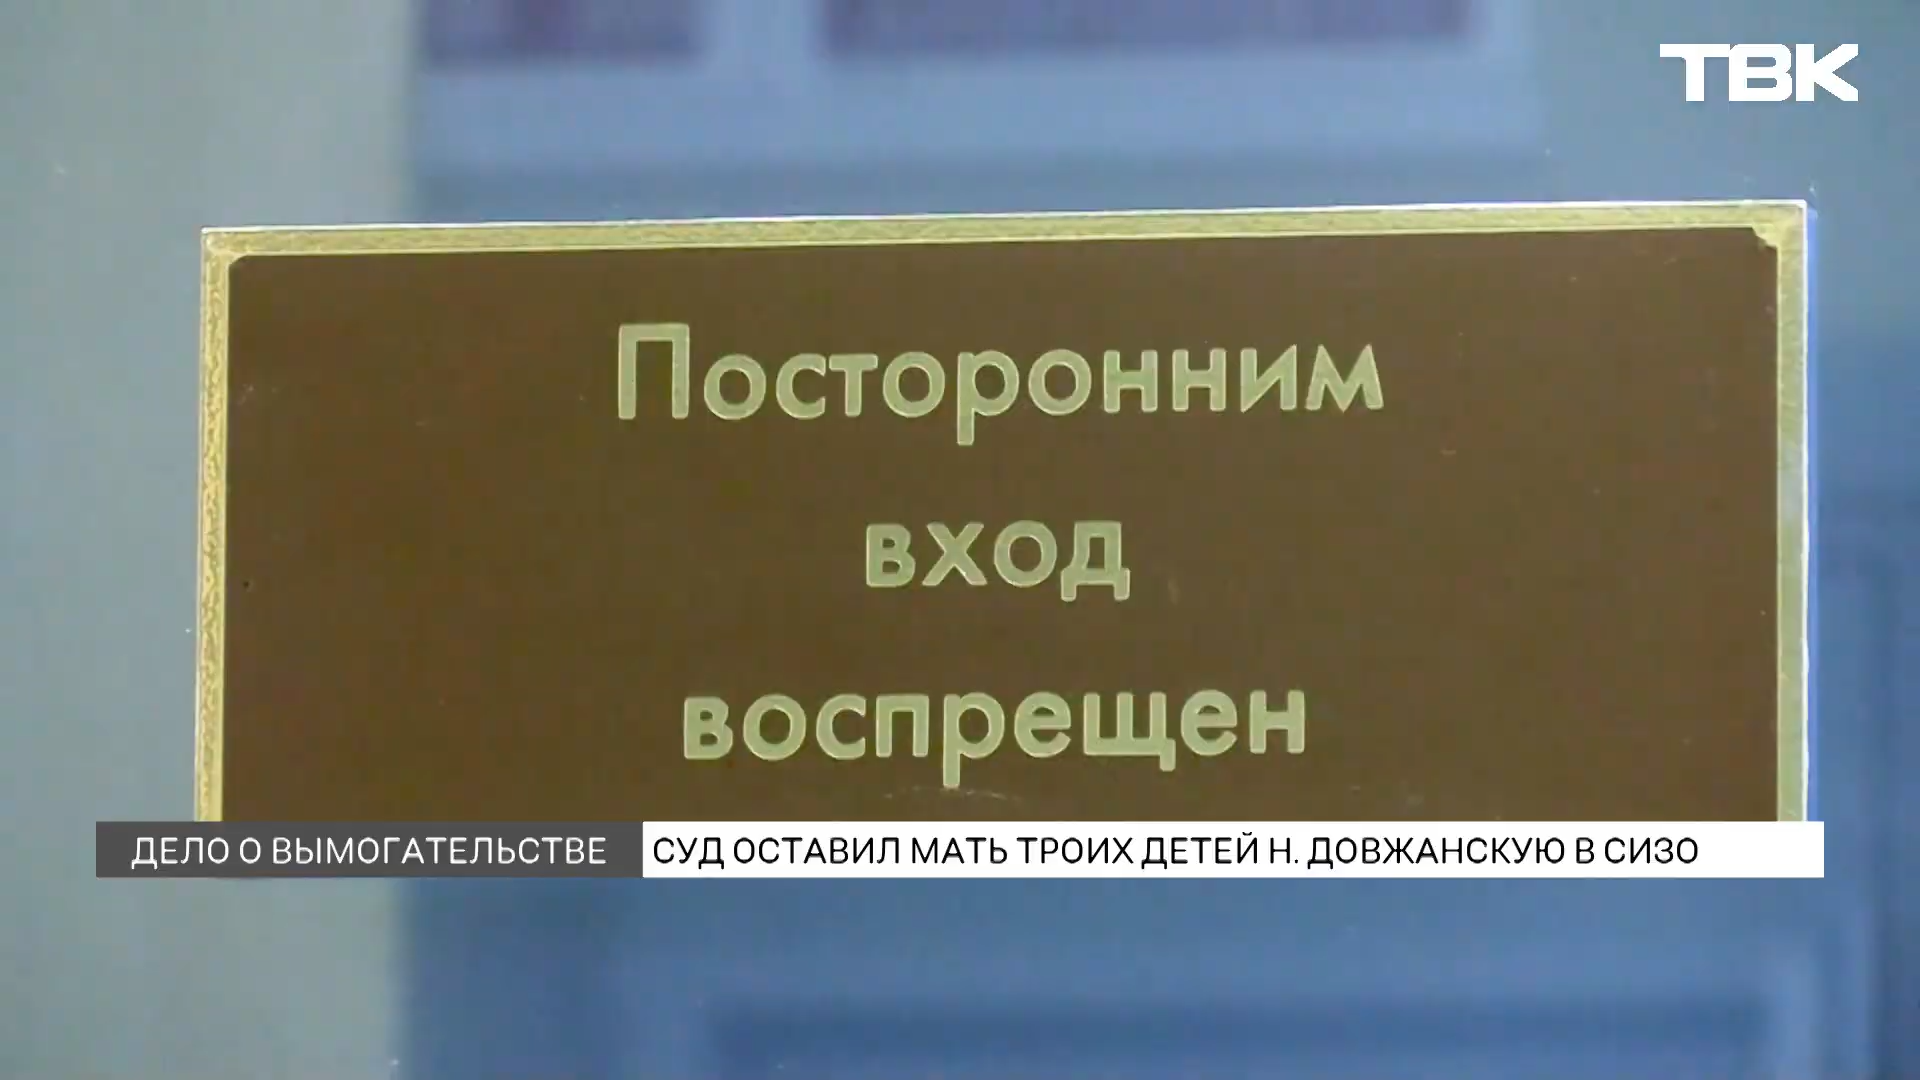 ТВК
Посторонним
вход
воспрещен
ДЕЛО О ВЫМОГАТЕЛЬСТВЕ СУД ОСТАВИЛ МАТЬ ТРОИХ ДЕТЕЙ Н. ДОВЖАНСКУЮ В СИЗО